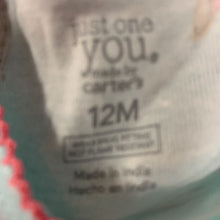 just one
you.
made by
carter's
12M
Made in India
Hecho en India